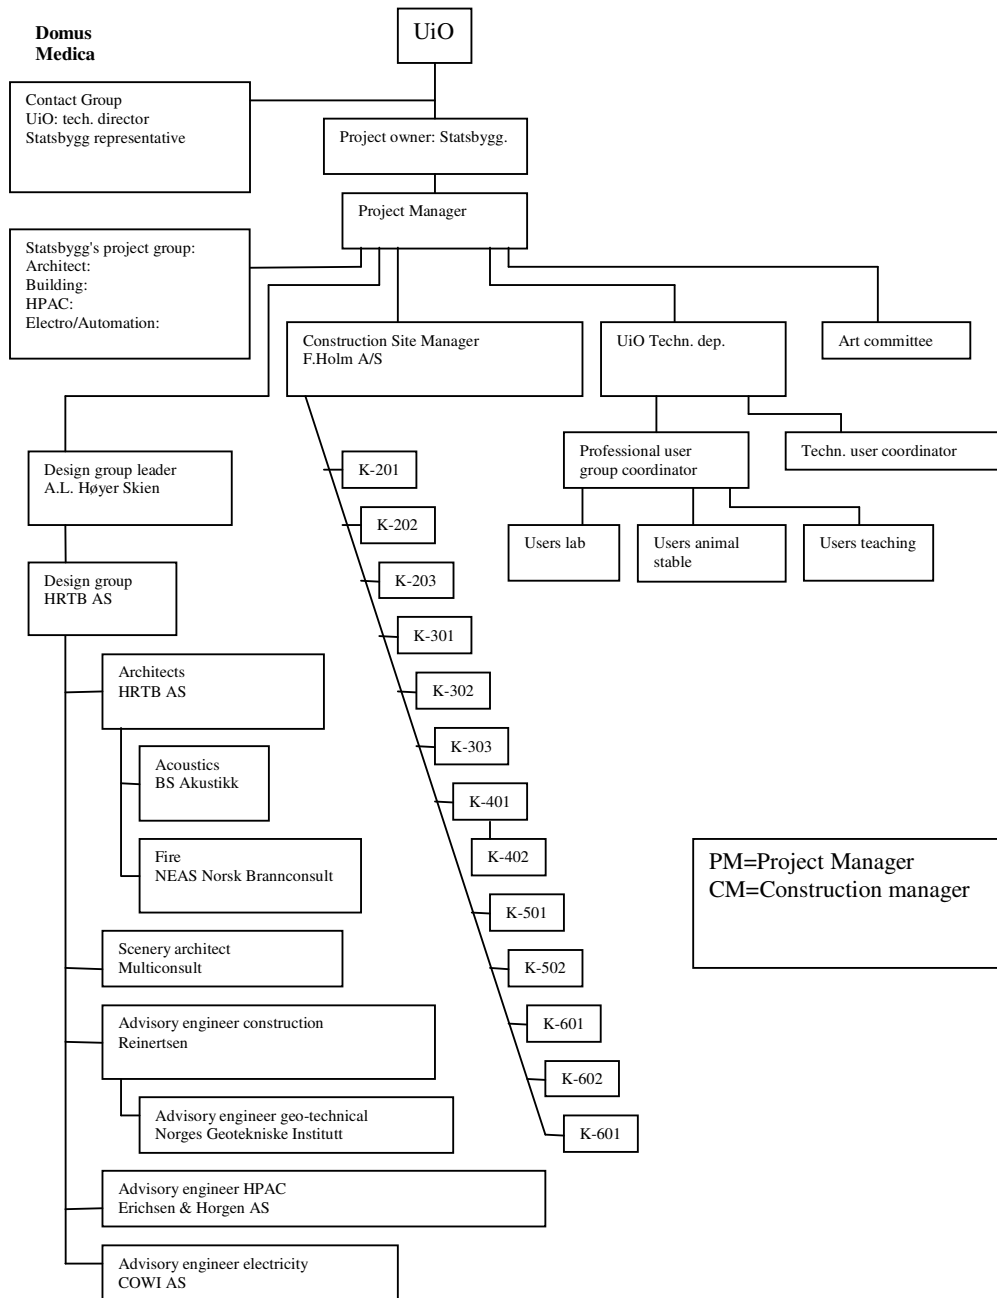 Domus
Medica
UiO
Contact Group
UiO: tech. director
Statsbygg representative
Project owner: Statsbygg.
Project Manager
Statsbygg's project group:
Architect:
Building:
HPAC:
Electro/Automation:
Construction Site Manager
F.Holm A/S
UiO Techn. dep.
Art committee
Professional user
group coordinator
Techn. user coordinator
Users lab
Users animal
stable
Users teaching
Design group leader
A.L. Høyer Skien
Design group
HRTB AS
Architects
HRTB AS
Acoustics
BS Akustikk
Fire
NEAS Norsk Brannconsult
Scenery architect
Multiconsult
Advisory engineer construction
Reinertsen
Advisory engineer geo-technical
Norges Geotekniske Institutt
Advisory engineer HPAC
Erichsen & Horgen AS
Advisory engineer electricity
COWI AS
K-201
K-202
K-203
K-301
K-302
K-303
K-401
K-402
K-501
K-502
K-601
K-602
K-601
PM=Project Manager
CM=Construction manager